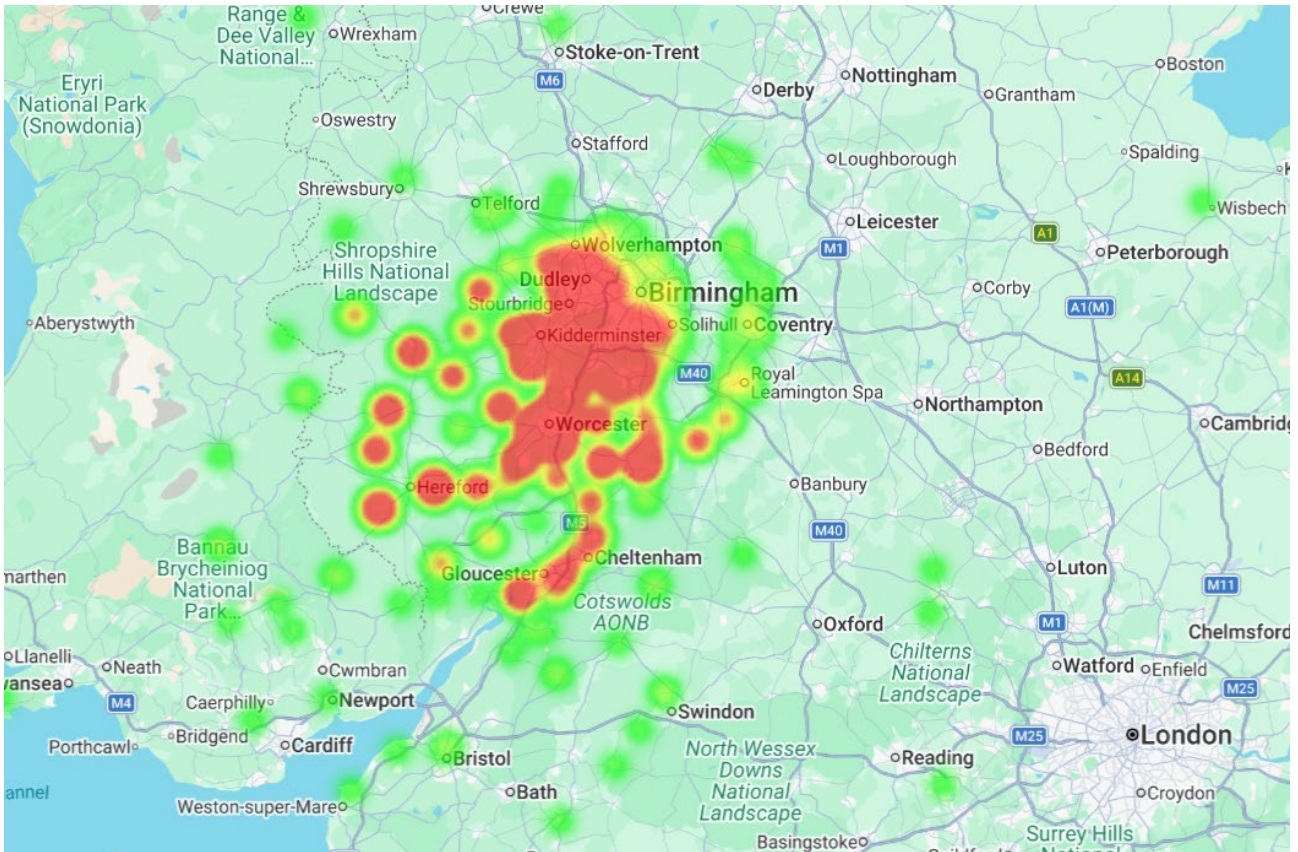 Range &
Dee Valley
National...
Wrexham
Crewe
Stoke-on-Trent
M6
Derby
Nottingham
Boston
Grantham
Eryri
National Park
(Snowdonia)
Oswestry
Stafford
Loughborough
Spalding
Shrewsbury
Telford
Leicester
Wisbech
A1
M1
Peterborough
Shropshire
Hills National
Landscape
Wolverhampton
Dudley
Birmingham
Stourbridge
Corby
A1(M)
Aberystwyth
Kidderminster
Solihull
Coventry
M40
Royal
Leamington Spa
A14
Northampton
Cambridg
Worcester
Bedford
Hereford
Banbury
M5
M40
Bannau
Brycheiniog
National
Park...
Cheltenham
Gloucester
Luton
marthen
M11
Cotswolds
AONB
Oxford
M1
Chelmsford
Chilterns
National
Landscape
Llanelli
Neath
Cwmbran
Watford
Enfield
wansea
M4
Caerphilly
Newport
M25
Swindon
Porthcawl
Bridgend
Cardiff
M25
London
Bristol
North Wessex
Downs
National
Landscape
Reading
annel
Weston-super-Mare
Bath
Croydon
Basingstoke
Surrey Hills
National